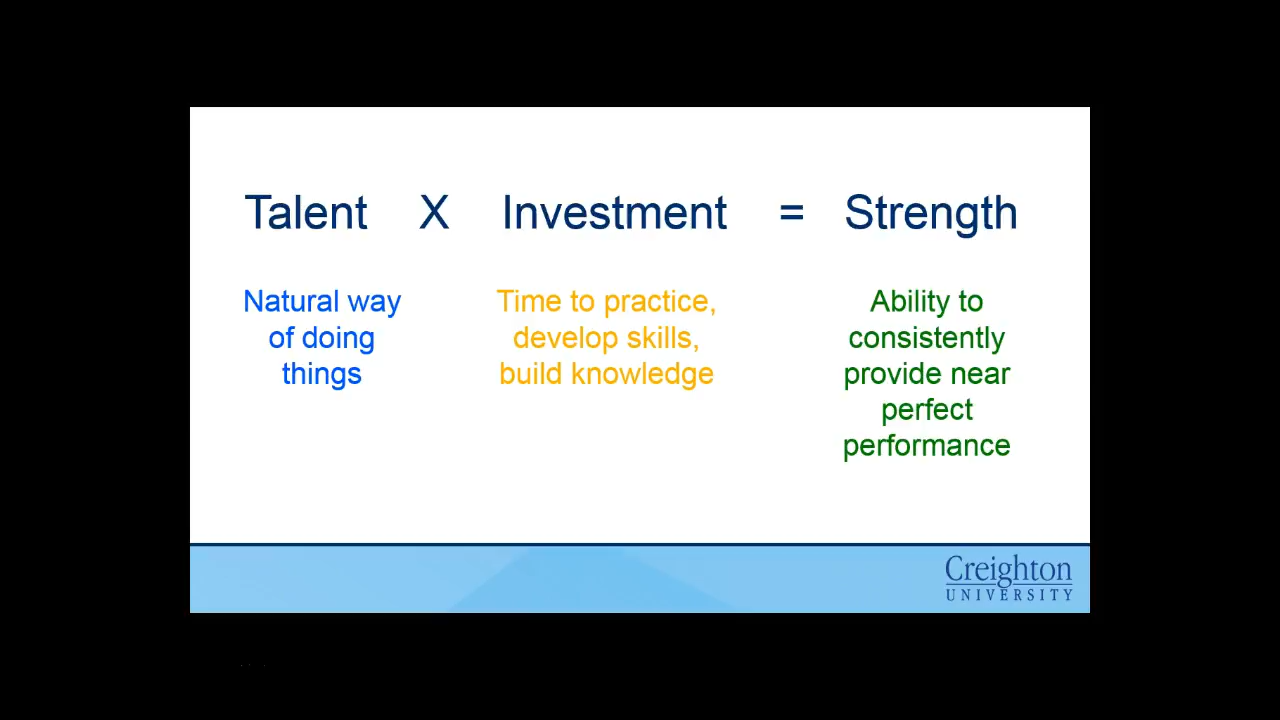 Talent X Investment = Strength
Natural way
of doing
things
Time to practice,
develop skills,
build knowledge
Ability to
consistently
provide near
perfect
performance
Creighton
UNIVERSITY